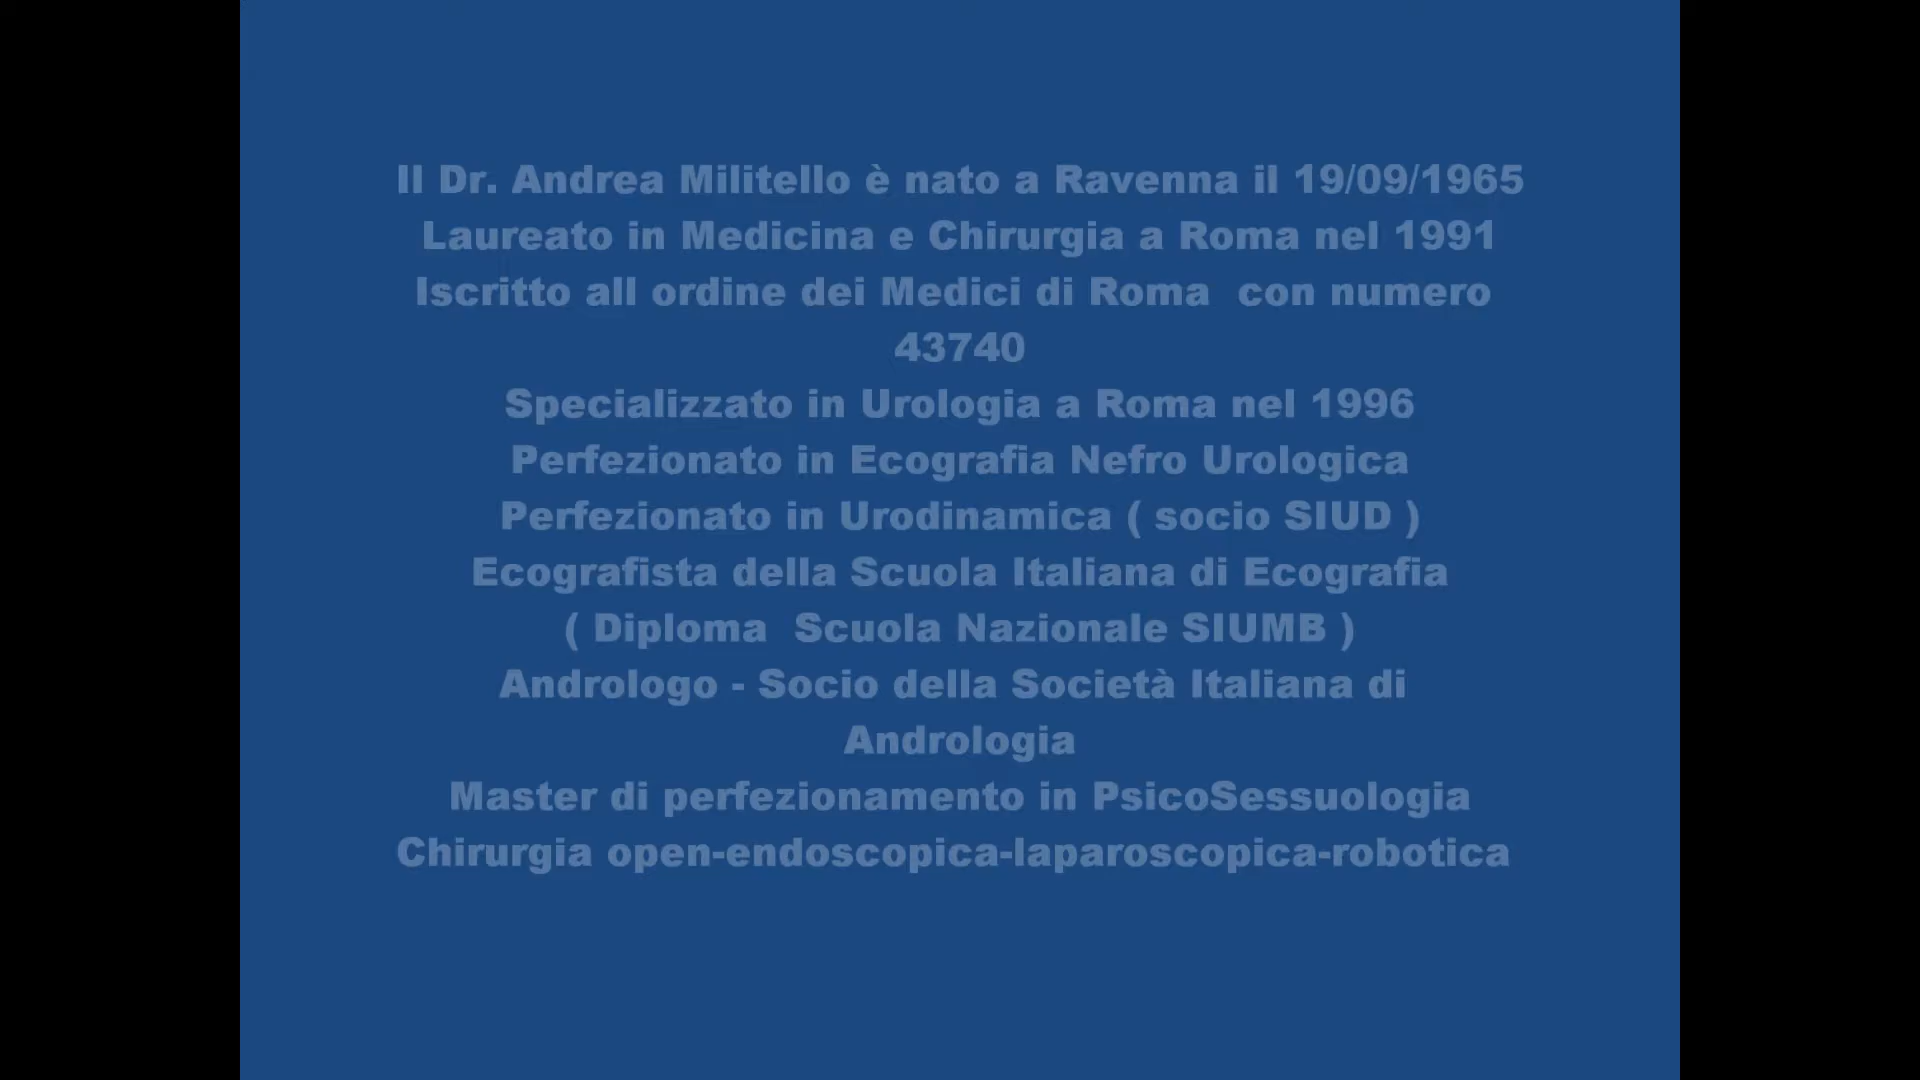 Il Dr. Andrea Militello è nato a Ravenna il 19/09/1965
Laureato in Medicina e Chirurgia a Roma nel 1991
Iscritto all ordine dei Medici di Roma  con numero
43740
Specializzato in Urologia a Roma nel 1996
Perfezionato in Ecografia Nefro Urologica
Perfezionato in Urodinamica ( socio SIUD )
Ecografista della Scuola Italiana di Ecografia
( Diploma  Scuola Nazionale SIUMB )
Andrologo - Socio della Società Italiana di
Andrologia
Master di perfezionamento in PsicoSessuologia
Chirurgia open-endoscopica-laparoscopica-robotica